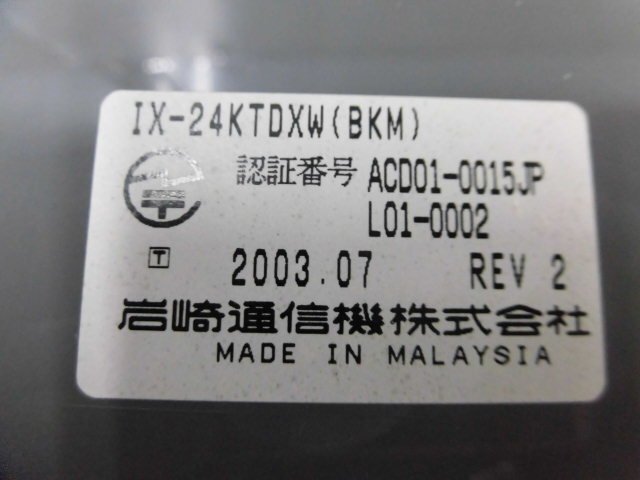 IX-24KTDXW(BKM)
認証番号 ACD01-0015JP
L01-0002
T 2003.07 REV 2
岩崎通信機株式会社
MADE IN MALAYSIA